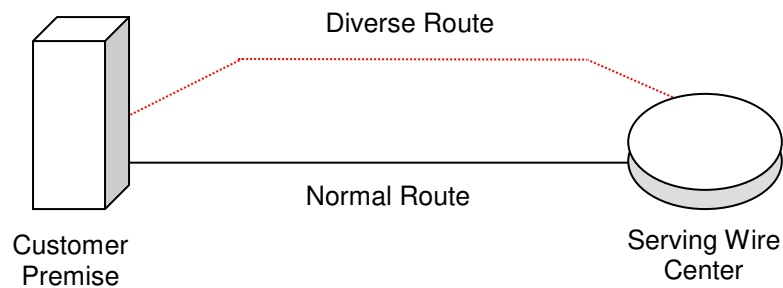 Diverse Route
Normal Route
Customer
Premise
Serving Wire
Center